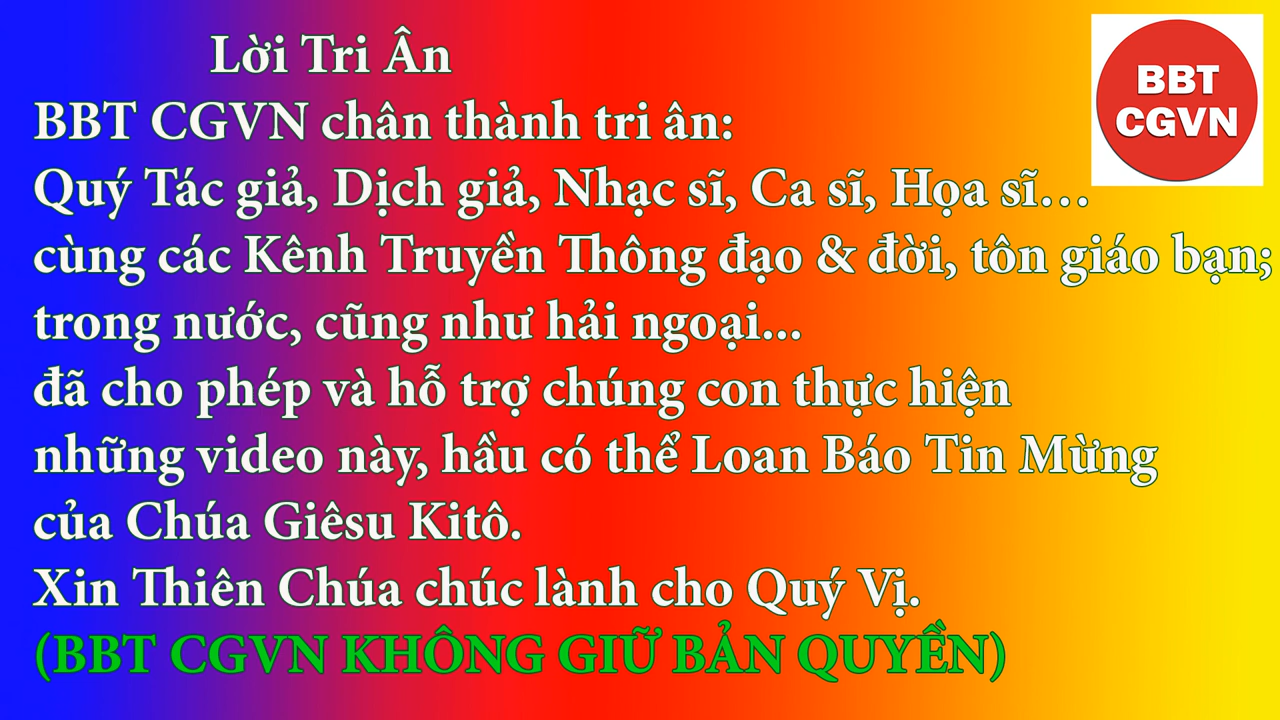 Lời Tri Ân
BBT CGVN chân thành tri ân:
Quý Tác giả, Dịch giả, Nhạc sĩ, Ca sĩ, Họa sĩ…
cùng các Kênh Truyền Thông đạo & đời, tôn giáo bạn;
trong nước, cũng như hải ngoại...
đã cho phép và hỗ trợ chúng con thực hiện
những video này, hầu có thể Loan Báo Tin Mừng
của Chúa Giêsu Kitô.
Xin Thiên Chúa chúc lành cho Quý Vị.
(BBT CGVN KHÔNG GIỮ BẢN QUYỀN)
BBT
CGVN